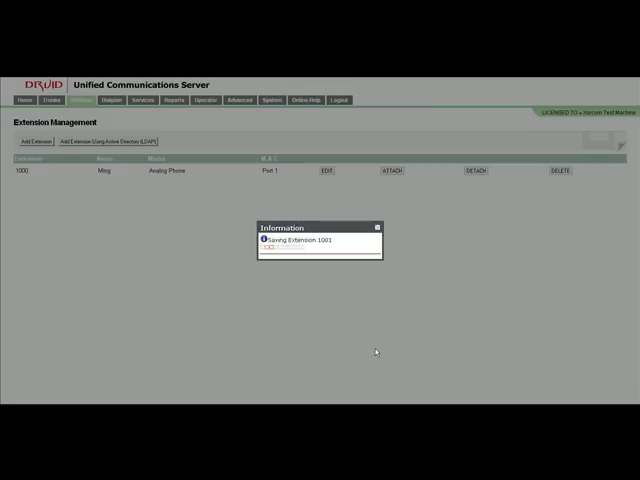 DRUID Unified Communications Server
Home Trunks Dialplan Services Reports Operator Advanced System Online Help Logout
LICENSED TO » Xorcom Test Machine
Extension Management
Add Extension Add Extension Using Active Directory (LDAP)
Extension Name Model M.A.C
1000 Ming Analog Phone Port 1 EDIT ATTACH DETACH DELETE
Information
Saving Extension 1001